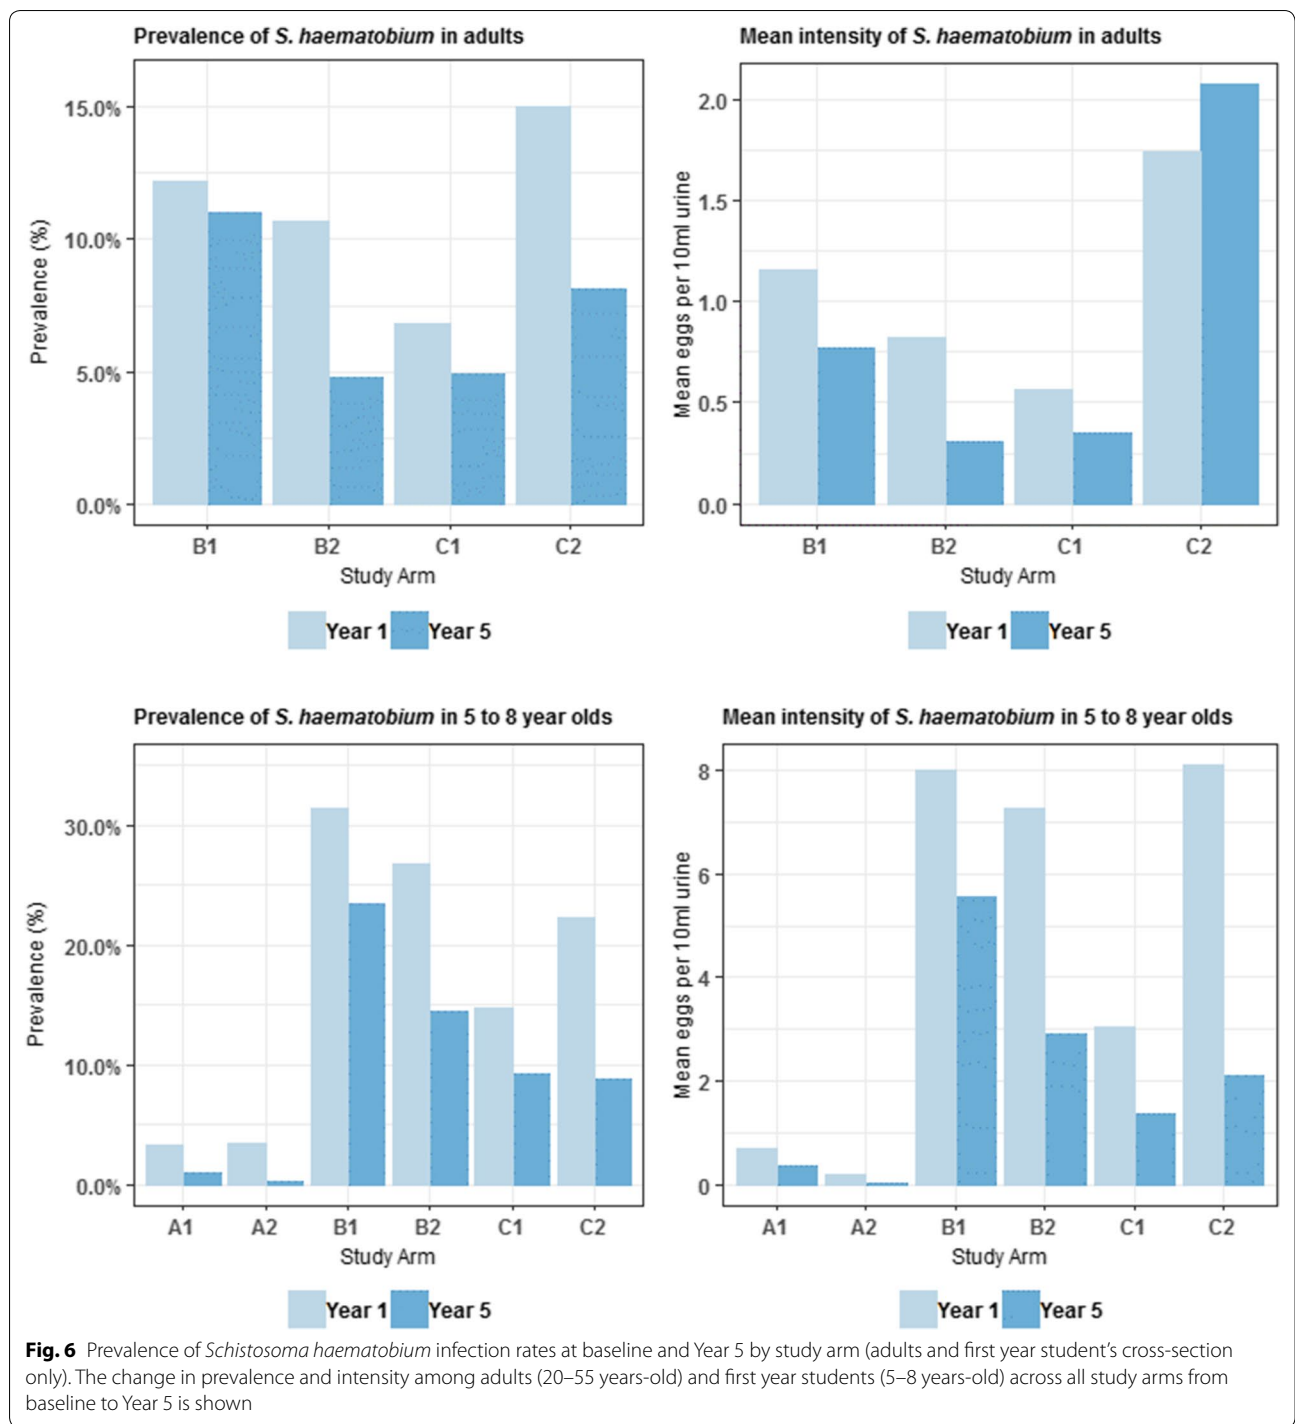 Prevalence of S. haematobium in adults
Prevalence (%)
15.0%
10.0%
5.0%
0.0%
B1 B2 C1 C2
Study Arm
Year 1 Year 5
Mean intensity of S. haematobium in adults
Mean eggs per 10ml urine
2.0
1.5
1.0
0.5
0.0
B1 B2 C1 C2
Study Arm
Year 1 Year 5
Prevalence of S. haematobium in 5 to 8 year olds
Prevalence (%)
30.0%
20.0%
10.0%
0.0%
A1 A2 B1 B2 C1 C2
Study Arm
Year 1 Year 5
Mean intensity of S. haematobium in 5 to 8 year olds
Mean eggs per 10ml urine
8
6
4
2
0
A1 A2 B1 B2 C1 C2
Study Arm
Year 1 Year 5
Fig. 6 Prevalence of Schistosoma haematobium infection rates at baseline and Year 5 by study arm (adults and first year student's cross-section
only). The change in prevalence and intensity among adults (20–55 years-old) and first year students (5–8 years-old) across all study arms from
baseline to Year 5 is shown